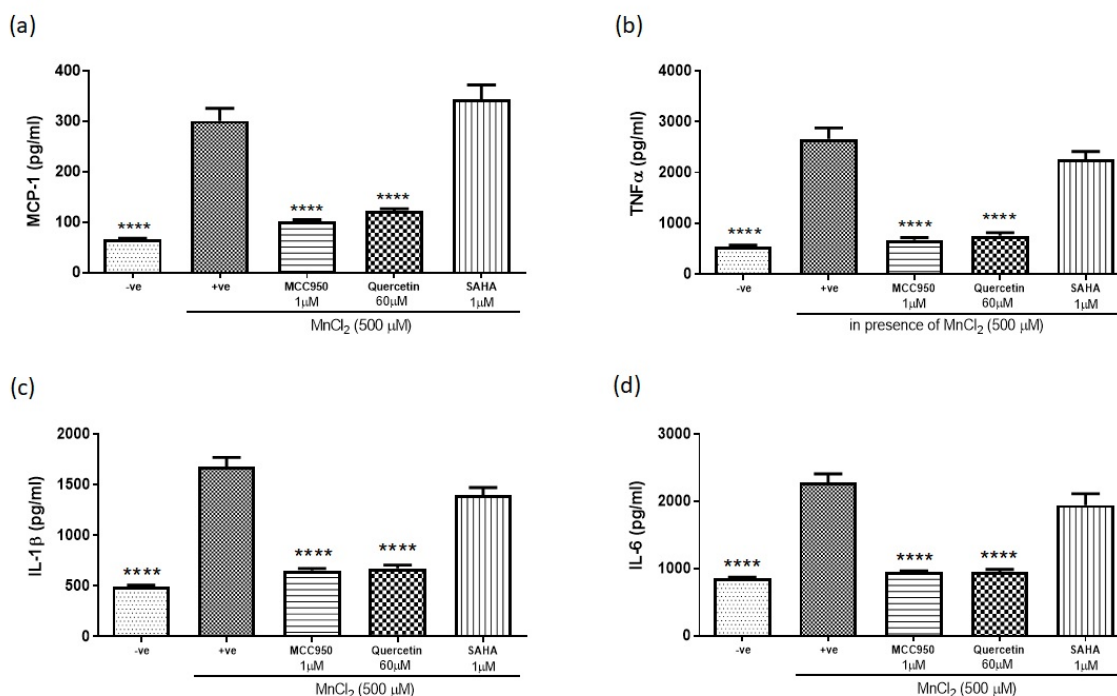 (a)
MCP-1 (pg/ml)
400
300
200
100
0
****
****
****
-ve
+ve
MCC950
1μM
Quercetin
60μM
SAHA
1μM
MnCl₂ (500 μM)
(b)
TNFα (pg/ml)
4000
3000
2000
1000
0
****
****
****
-ve
+ve
MCC950
1μM
Quercetin
60μM
SAHA
1μM
in presence of MnCl₂ (500 μM)
(c)
IL-1β (pg/ml)
2000
1500
1000
500
0
****
****
****
-ve
+ve
MCC950
1μM
Quercetin
60μM
SAHA
1μM
MnCl₂ (500 μM)
(d)
IL-6 (pg/ml)
3000
2000
1000
0
****
****
****
-ve
+ve
MCC950
1μM
Quercetin
60μM
SAHA
1μM
MnCl₂ (500 μM)